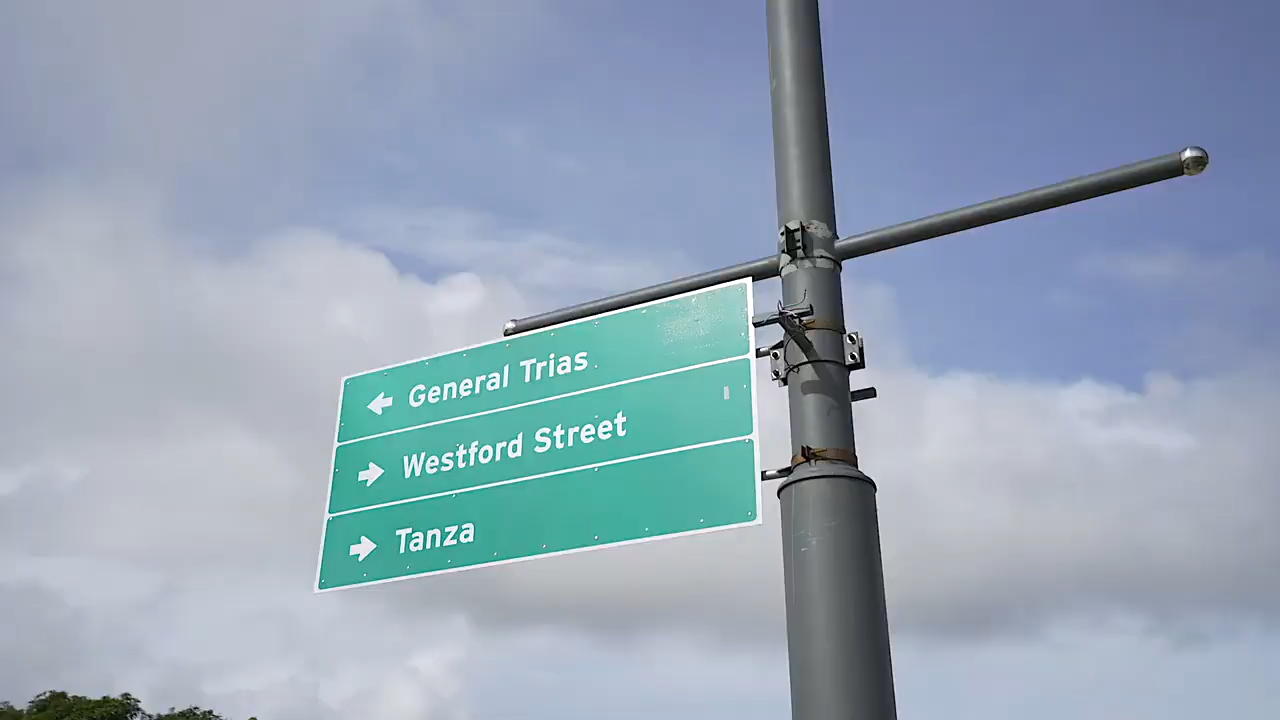 ← General Trias
→ Westford Street
→ Tanza